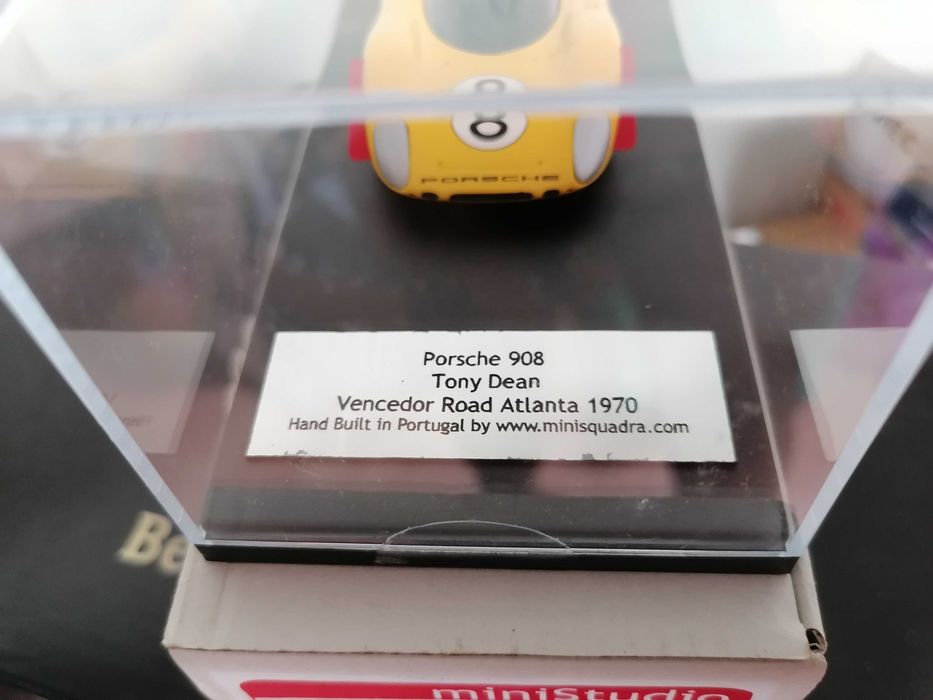 8
PORSCHE
Porsche 908
Tony Dean
Vencedor Road Atlanta 1970
Hand Built in Portugal by www.minisquadra.com
Be
miniStudio